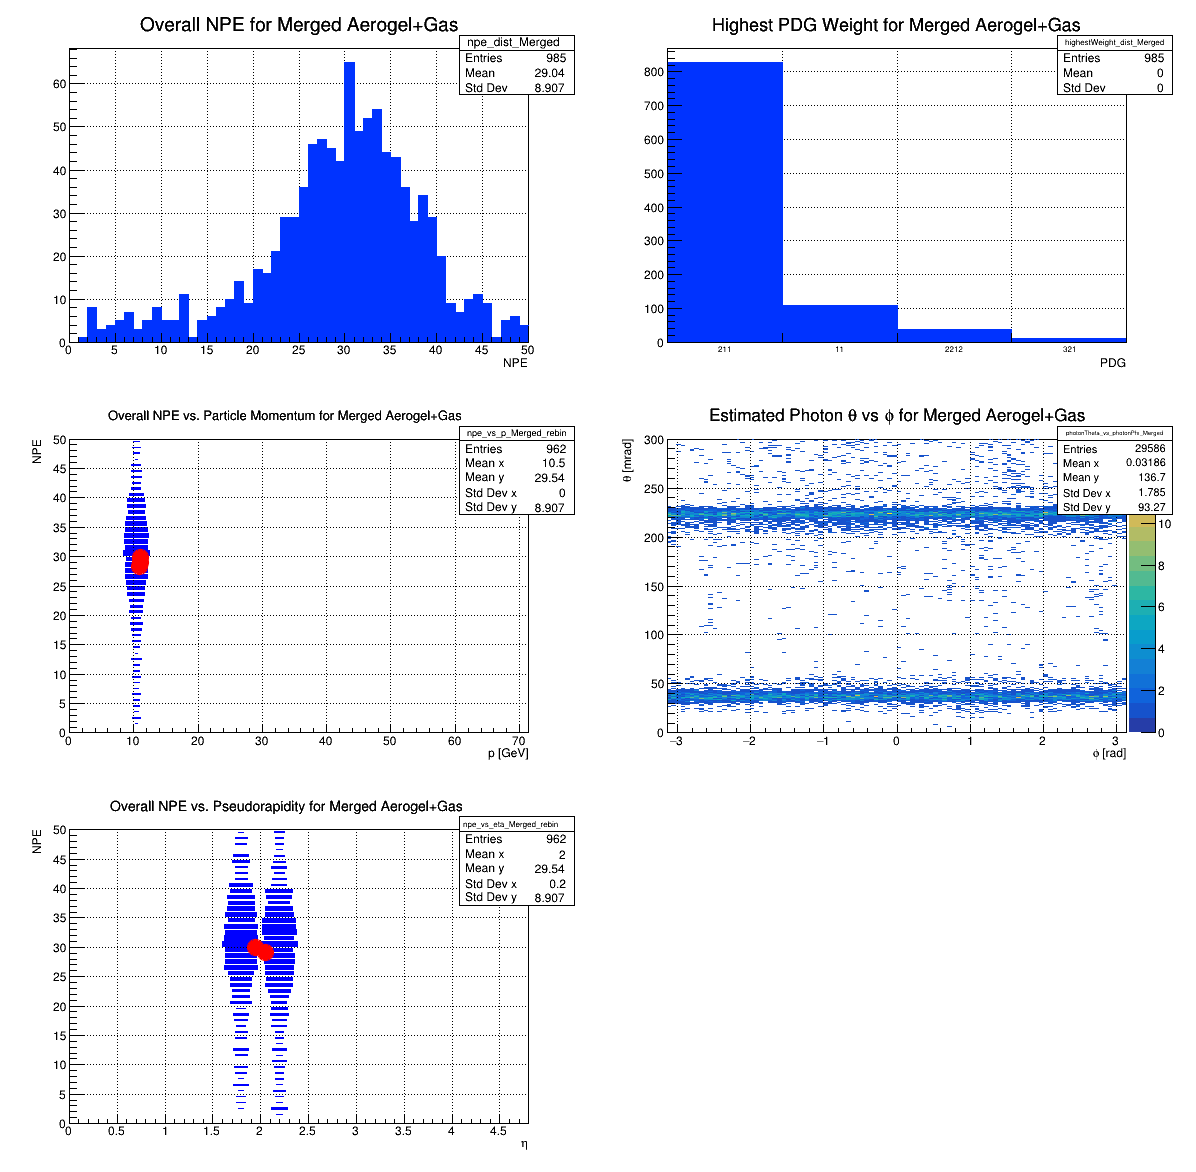 Overall NPE for Merged Aerogel+Gas
npe_dist_Merged
Entries 985
Mean 29.04
Std Dev 8.907
60
50
40
30
20
10
0
0 5 10 15 20 25 30 35 40 45 50
NPE
Highest PDG Weight for Merged Aerogel+Gas
highestWeight_dist_Merged
Entries 985
Mean 0
Std Dev 0
800
700
600
500
400
300
200
100
0
211 11 2212 321
PDG
Overall NPE vs. Particle Momentum for Merged Aerogel+Gas
npe_vs_p_Merged_rebin
Entries 962
Mean x 10.5
Mean y 29.54
Std Dev x 0
Std Dev y 8.907
NPE
50
45
40
35
30
25
20
15
10
5
0
0 10 20 30 40 50 60 70
p [GeV]
Estimated Photon θ vs ϕ for Merged Aerogel+Gas
photonTheta_vs_photonPhi_Merged
Entries 29586
Mean x 0.03186
Mean y 136.7
Std Dev x 1.785
Std Dev y 93.27
θ [mrad]
300
250
200
150
100
50
0
−3 −2 −1 0 1 2 3
ϕ [rad]
10
8
6
4
2
0
Overall NPE vs. Pseudorapidity for Merged Aerogel+Gas
npe_vs_eta_Merged_rebin
Entries 962
Mean x 2
Mean y 29.54
Std Dev x 0.2
Std Dev y 8.907
NPE
50
45
40
35
30
25
20
15
10
5
0
0 0.5 1 1.5 2 2.5 3 3.5 4 4.5
η